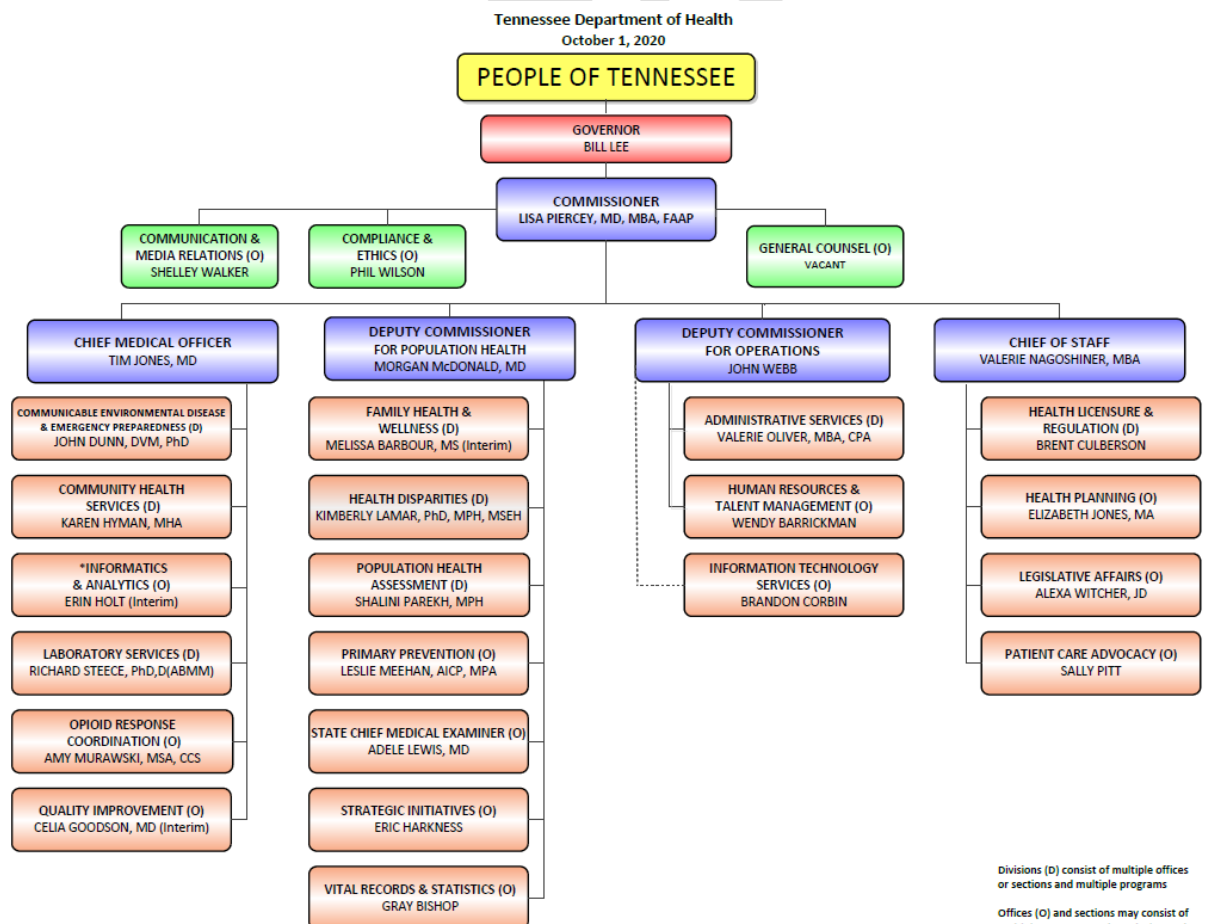 Tennessee Department of Health
October 1, 2020
PEOPLE OF TENNESSEE
GOVERNOR
BILL LEE
COMMISSIONER
LISA PIERCEY, MD, MBA, FAAP
COMMUNICATION &
MEDIA RELATIONS (O)
SHELLEY WALKER
COMPLIANCE &
ETHICS (O)
PHIL WILSON
GENERAL COUNSEL (O)
VACANT
CHIEF MEDICAL OFFICER
TIM JONES, MD
DEPUTY COMMISSIONER
FOR POPULATION HEALTH
MORGAN McDONALD, MD
DEPUTY COMMISSIONER
FOR OPERATIONS
JOHN WEBB
CHIEF OF STAFF
VALERIE NAGOSHINER, MBA
COMMUNICABLE ENVIRONMENTAL DISEASE
& EMERGENCY PREPAREDNESS (D)
JOHN DUNN, DVM, PhD
COMMUNITY HEALTH
SERVICES (D)
KAREN HYMAN, MHA
*INFORMATICS
& ANALYTICS (O)
ERIN HOLT (Interim)
LABORATORY SERVICES (D)
RICHARD STEECE, PhD,D(ABMM)
OPIOID RESPONSE
COORDINATION (O)
AMY MURAWSKI, MSA, CCS
QUALITY IMPROVEMENT (O)
CELIA GOODSON, MD (Interim)
FAMILY HEALTH &
WELLNESS (D)
MELISSA BARBOUR, MS (Interim)
HEALTH DISPARITIES (D)
KIMBERLY LAMAR, PhD, MPH, MSEH
POPULATION HEALTH
ASSESSMENT (D)
SHALINI PAREKH, MPH
PRIMARY PREVENTION (O)
LESLIE MEEHAN, AICP, MPA
STATE CHIEF MEDICAL EXAMINER (O)
ADELE LEWIS, MD
STRATEGIC INITIATIVES (O)
ERIC HARKNESS
VITAL RECORDS & STATISTICS (O)
GRAY BISHOP
ADMINISTRATIVE SERVICES (D)
VALERIE OLIVER, MBA, CPA
HUMAN RESOURCES &
TALENT MANAGEMENT (O)
WENDY BARRICKMAN
INFORMATION TECHNOLOGY
SERVICES (O)
BRANDON CORBIN
HEALTH LICENSURE &
REGULATION (D)
BRENT CULBERSON
HEALTH PLANNING (O)
ELIZABETH JONES, MA
LEGISLATIVE AFFAIRS (O)
ALEXA WITCHER, JD
PATIENT CARE ADVOCACY (O)
SALLY PITT
Divisions (D) consist of multiple offices
or sections and multiple programs
Offices (O) and sections may consist of